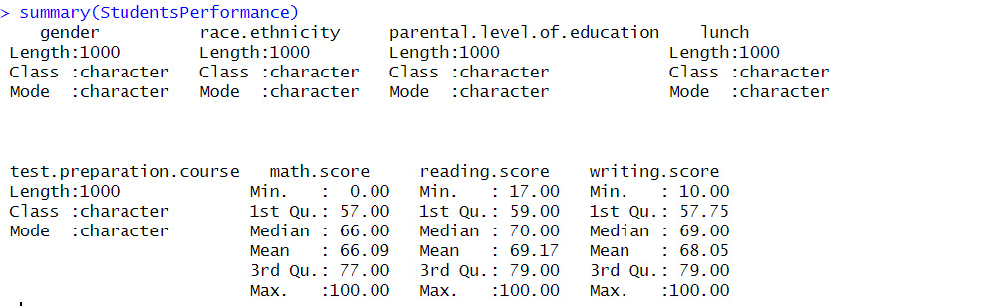 > summary(StudentsPerformance)
    gender          race.ethnicity     parental.level.of.education    lunch
 Length:1000        Length:1000        Length:1000                 Length:1000
 Class :character   Class :character   Class :character            Class :character
 Mode  :character   Mode  :character   Mode  :character            Mode  :character
 test.preparation.course   math.score     reading.score    writing.score
 Length:1000             Min.   :  0.00   Min.   : 17.00   Min.   : 10.00
 Class :character        1st Qu.: 57.00   1st Qu.: 59.00   1st Qu.: 57.75
 Mode  :character        Median : 66.00   Median : 70.00   Median : 69.00
                         Mean   : 66.09   Mean   : 69.17   Mean   : 68.05
                         3rd Qu.: 77.00   3rd Qu.: 79.00   3rd Qu.: 79.00
                         Max.   :100.00   Max.   :100.00   Max.   :100.00